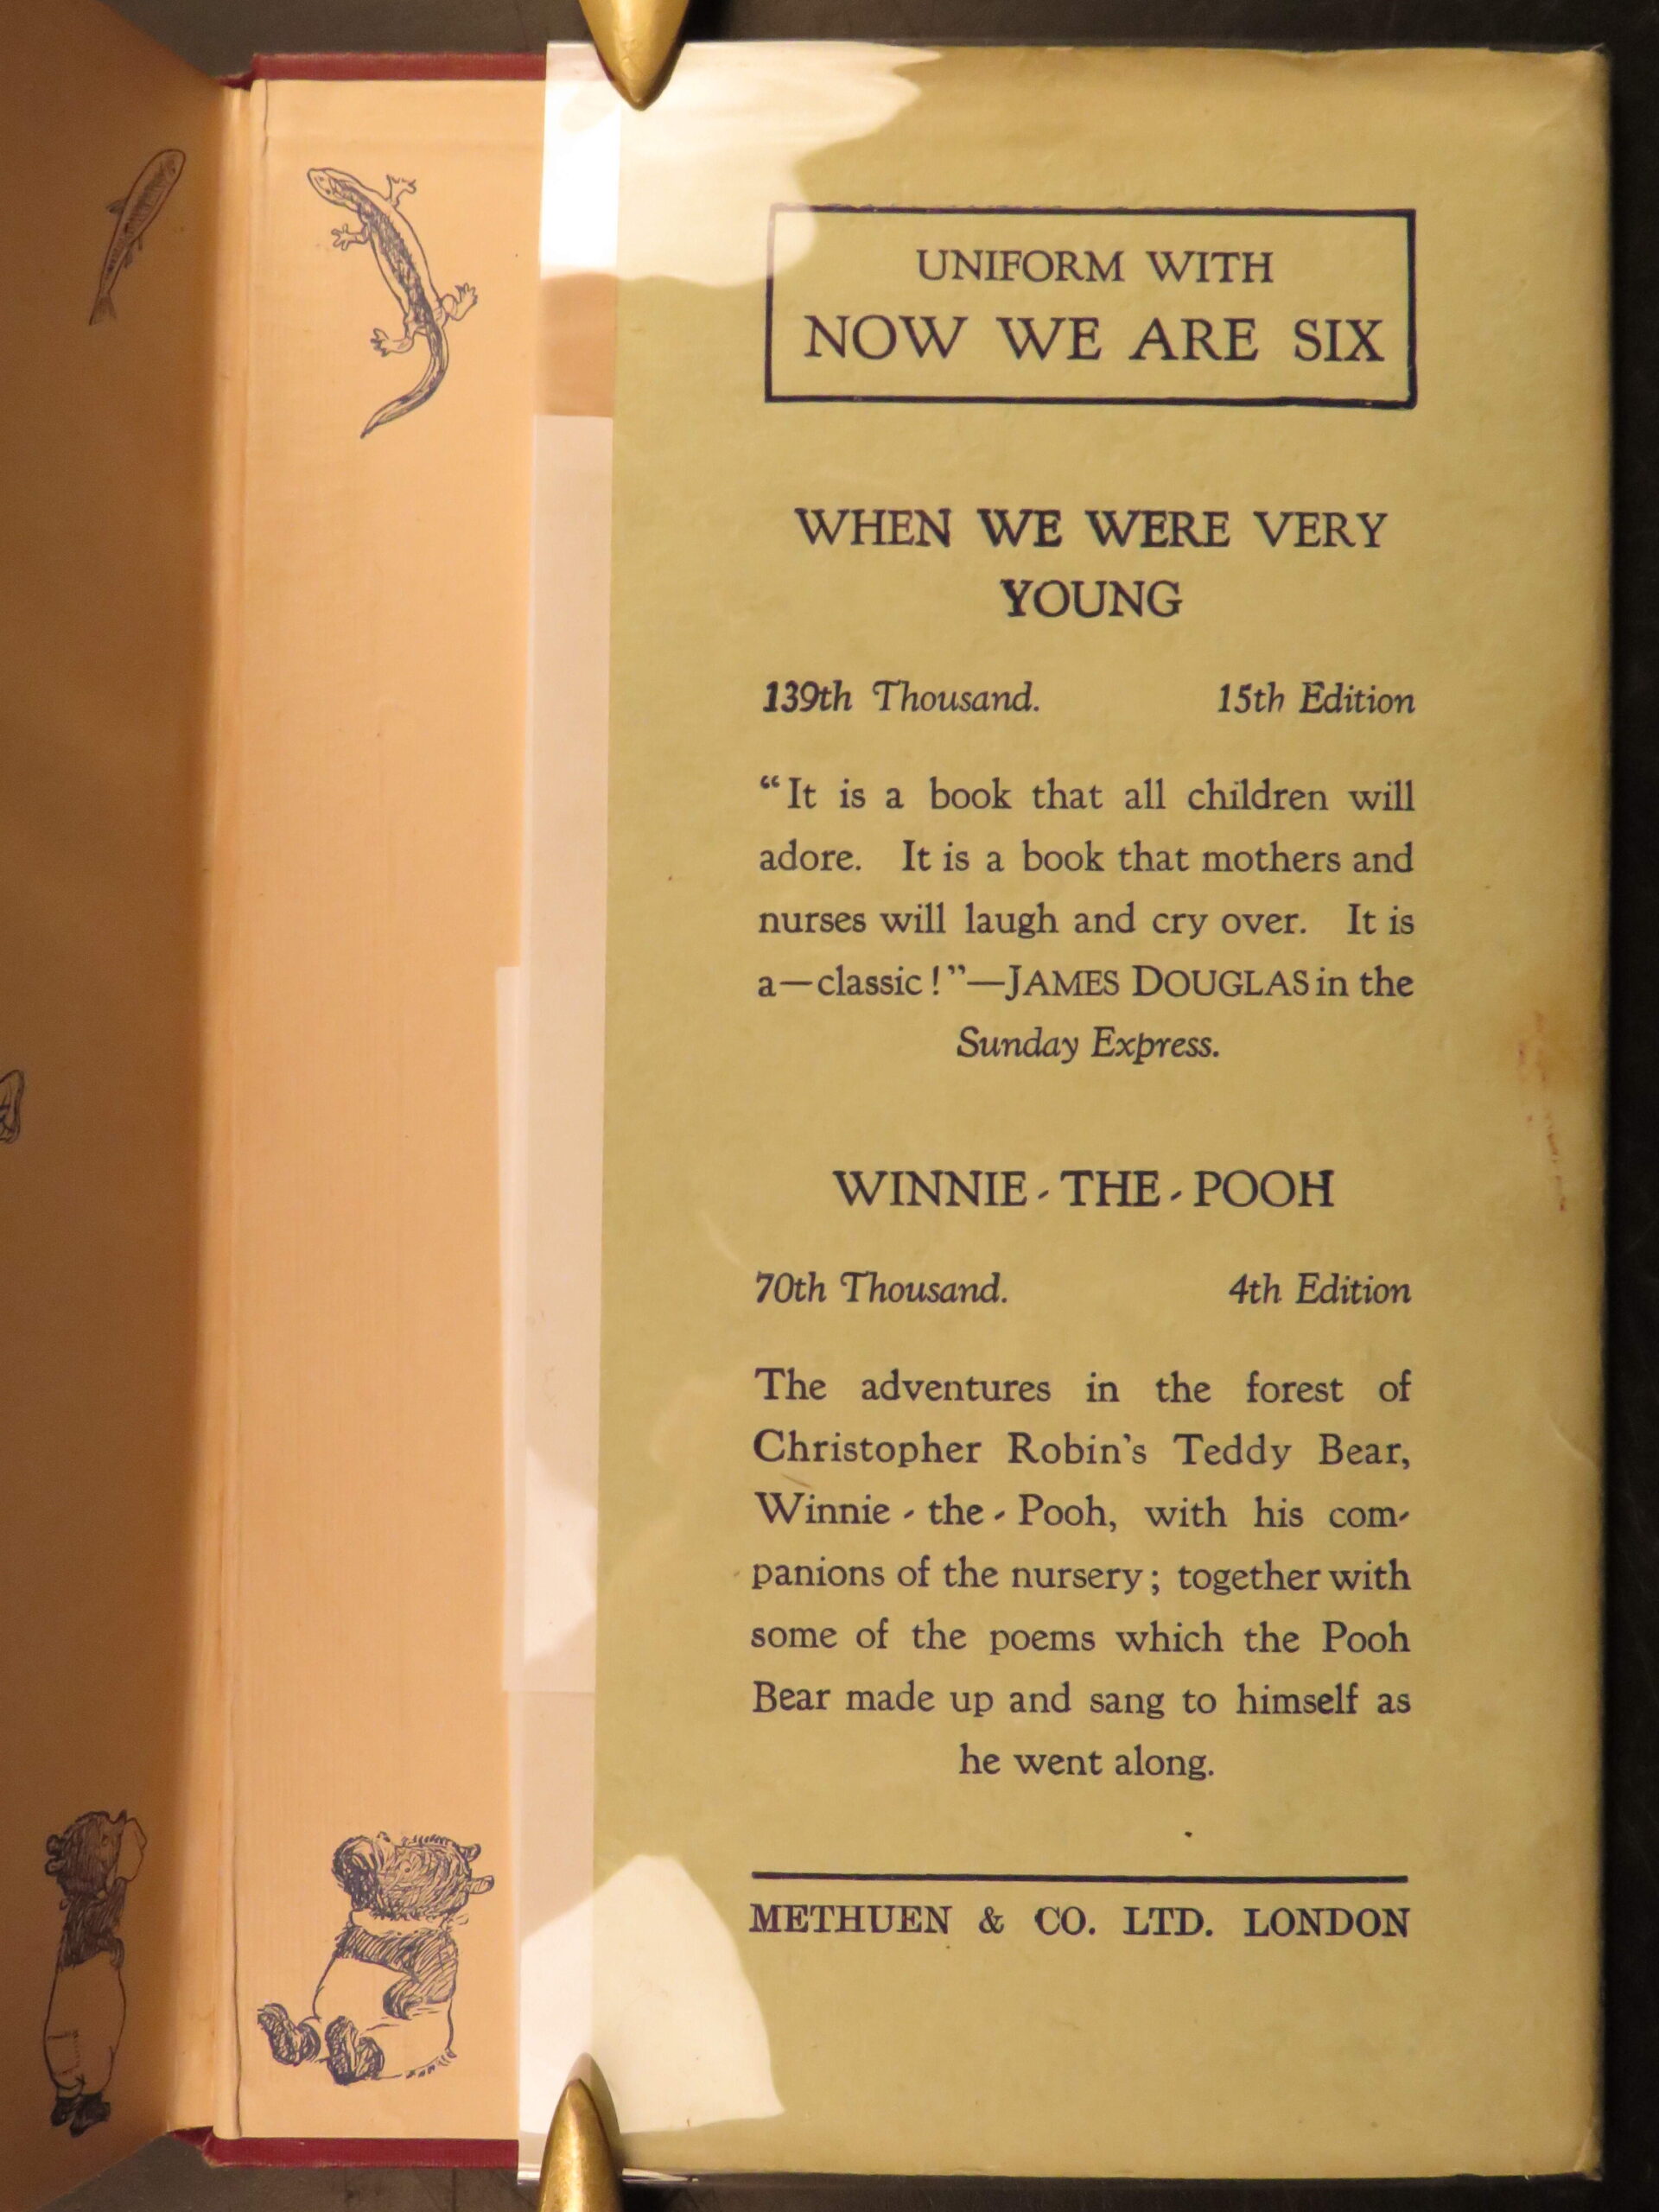 UNIFORM WITH
NOW WE ARE SIX
WHEN WE WERE VERY
YOUNG
139th Thousand. 15th Edition
“It is a book that all children will
adore. It is a book that mothers and
nurses will laugh and cry over. It is
a—classic!”—JAMES DOUGLAS in the
Sunday Express.
WINNIE-THE-POOH
70th Thousand. 4th Edition
The adventures in the forest of
Christopher Robin's Teddy Bear,
Winnie-the-Pooh, with his com-
panions of the nursery; together with
some of the poems which the Pooh
Bear made up and sang to himself as
he went along.
METHUEN & CO. LTD. LONDON